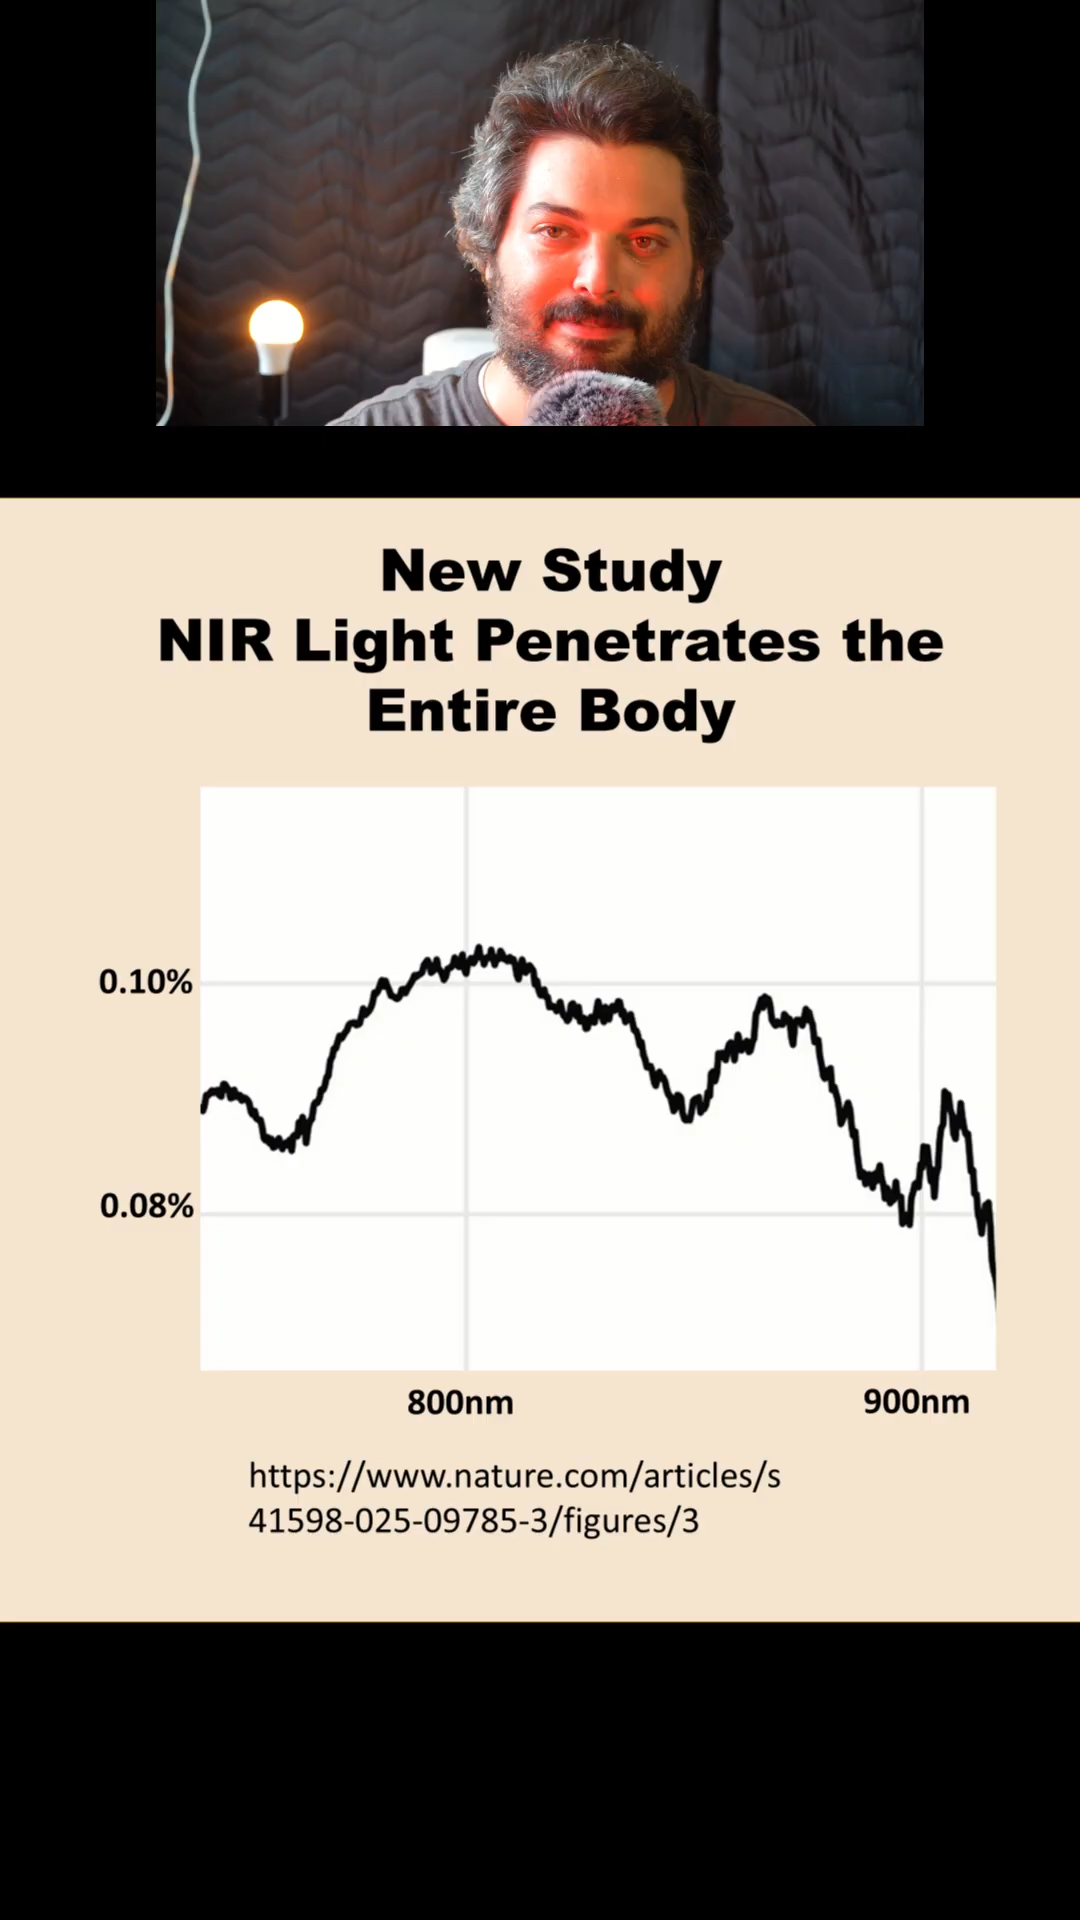 New Study
NIR Light Penetrates the
Entire Body
0.10%
0.08%
800nm
900nm
https://www.nature.com/articles/s
41598-025-09785-3/figures/3